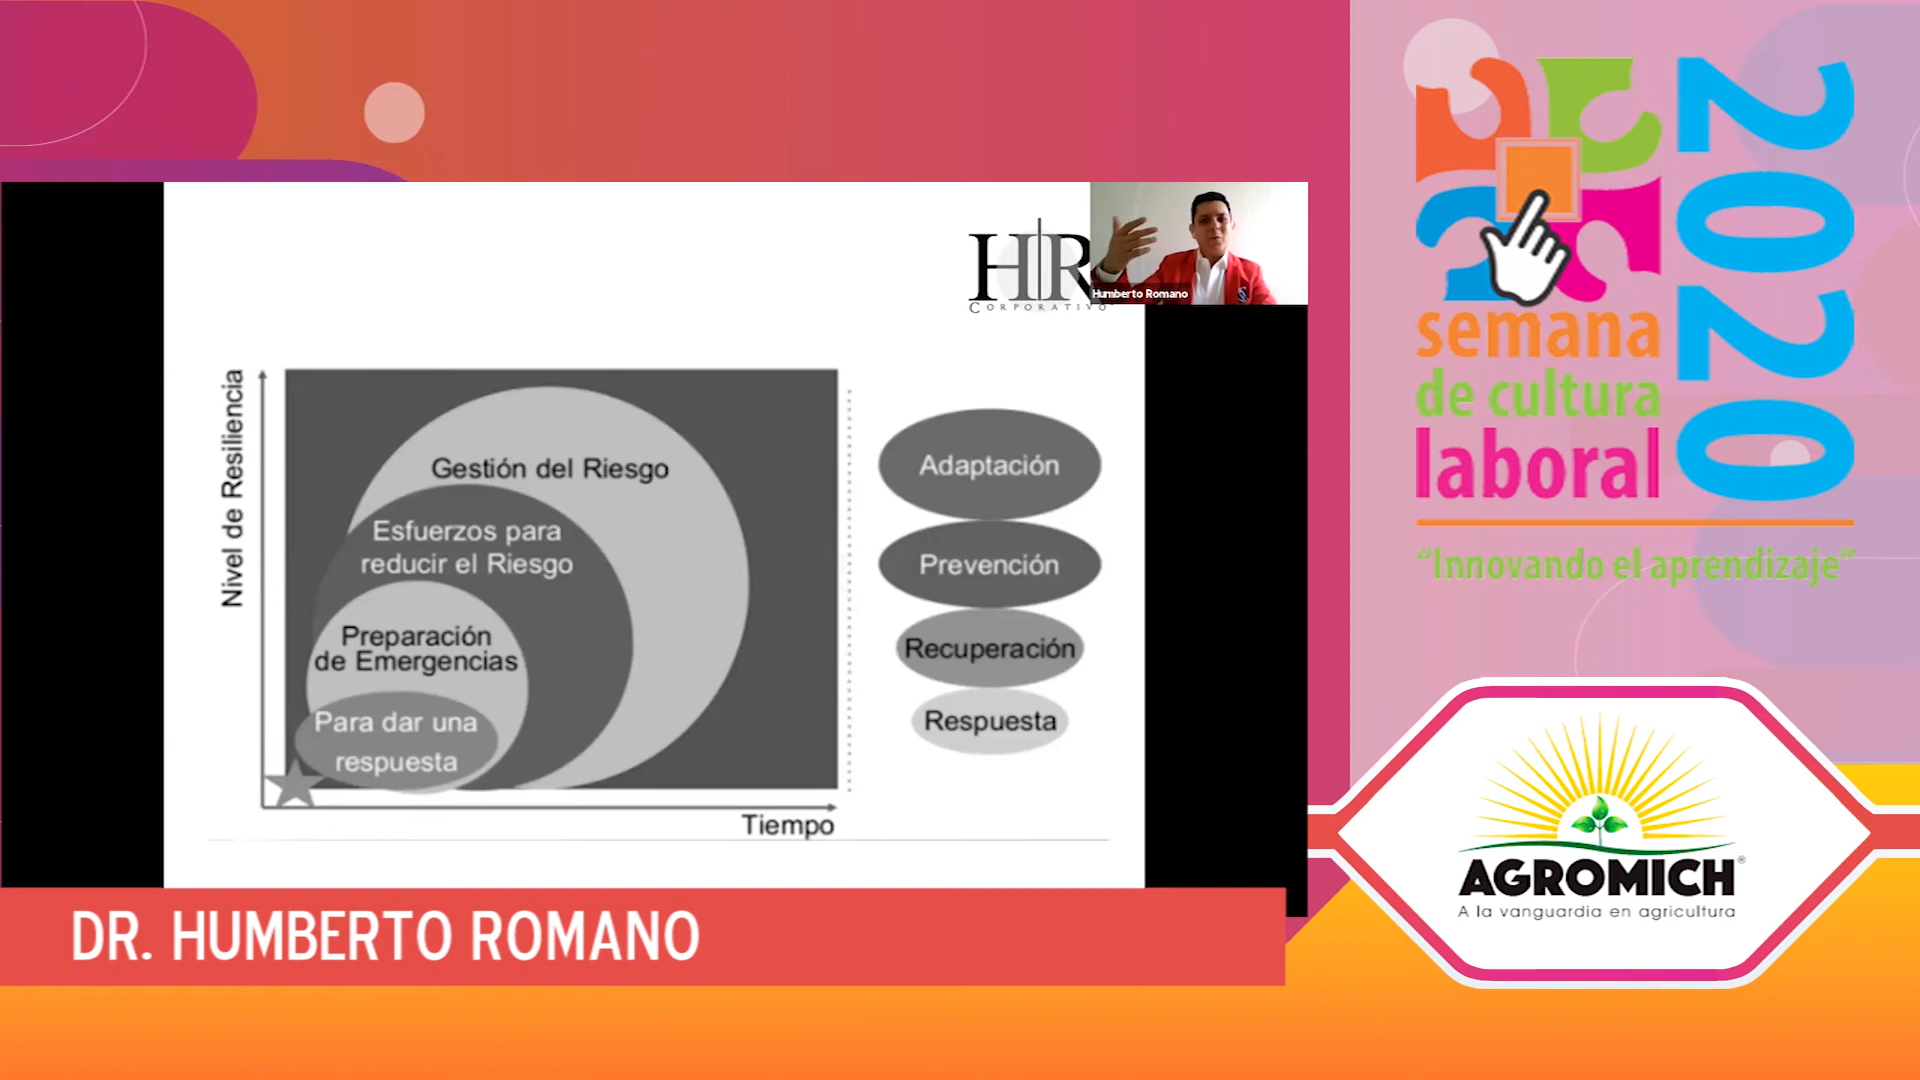 HR
CORPORATIVO
Humberto Romano
Nivel de Resiliencia
Gestión del Riesgo
Esfuerzos para
reducir el Riesgo
Preparación
de Emergencias
Para dar una
respuesta
Tiempo
Adaptación
Prevención
Recuperación
Respuesta
DR. HUMBERTO ROMANO
semana
de cultura
laboral
2020
“Innovando el aprendizaje”
AGROMICH®
A la vanguardia en agricultura